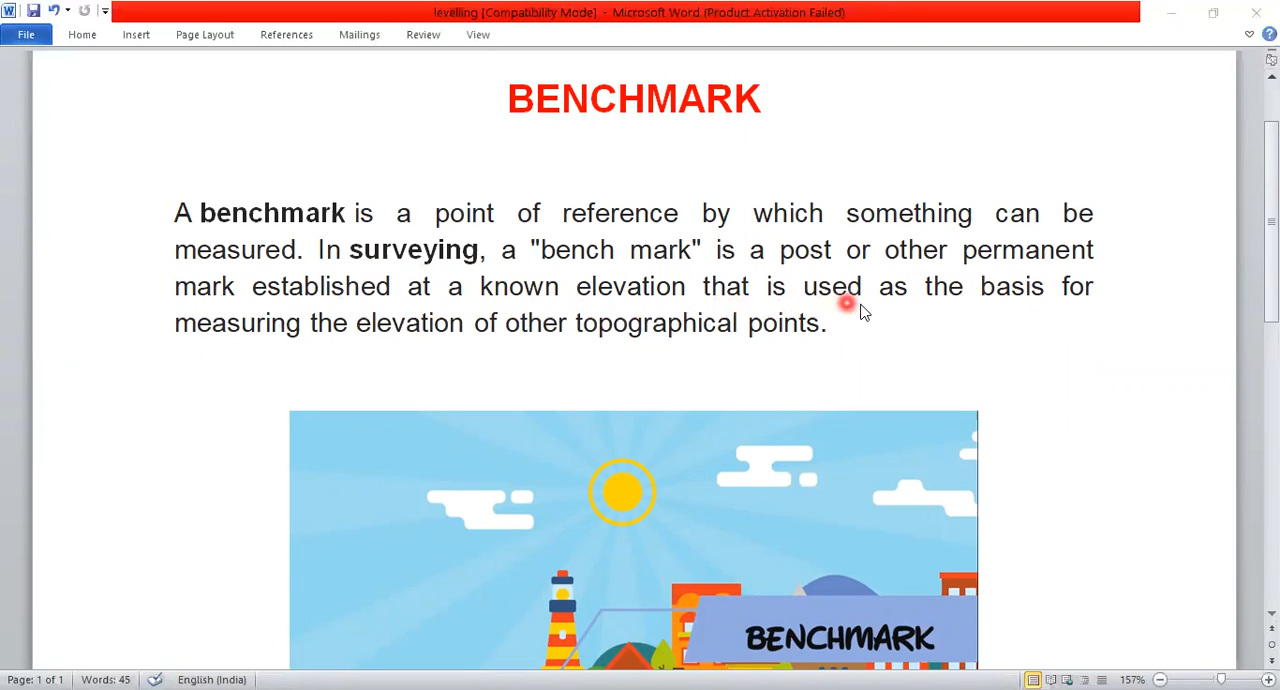 levelling [Compatibility Mode] - Microsoft Word (Product Activation Failed)
File Home Insert Page Layout References Mailings Review View
BENCHMARK
A benchmark is a point of reference by which something can be
measured. In surveying, a "bench mark" is a post or other permanent
mark established at a known elevation that is used as the basis for
measuring the elevation of other topographical points.
BENCHMARK
Page: 1 of 1 Words: 45 English (India) 157%